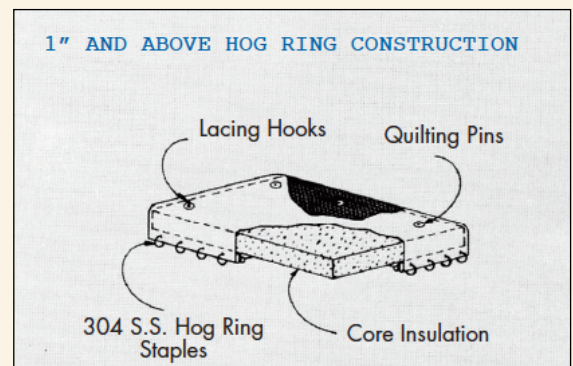 1" AND ABOVE HOG RING CONSTRUCTION
Lacing Hooks
Quilting Pins
304 S.S. Hog Ring
Staples
Core Insulation